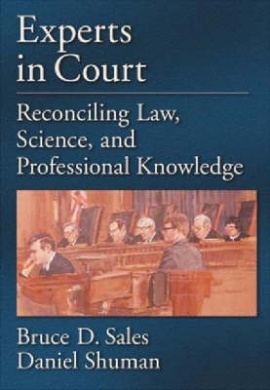 Experts
in Court
Reconciling Law,
Science, and
Professional Knowledge
Bruce D. Sales
Daniel Shuman